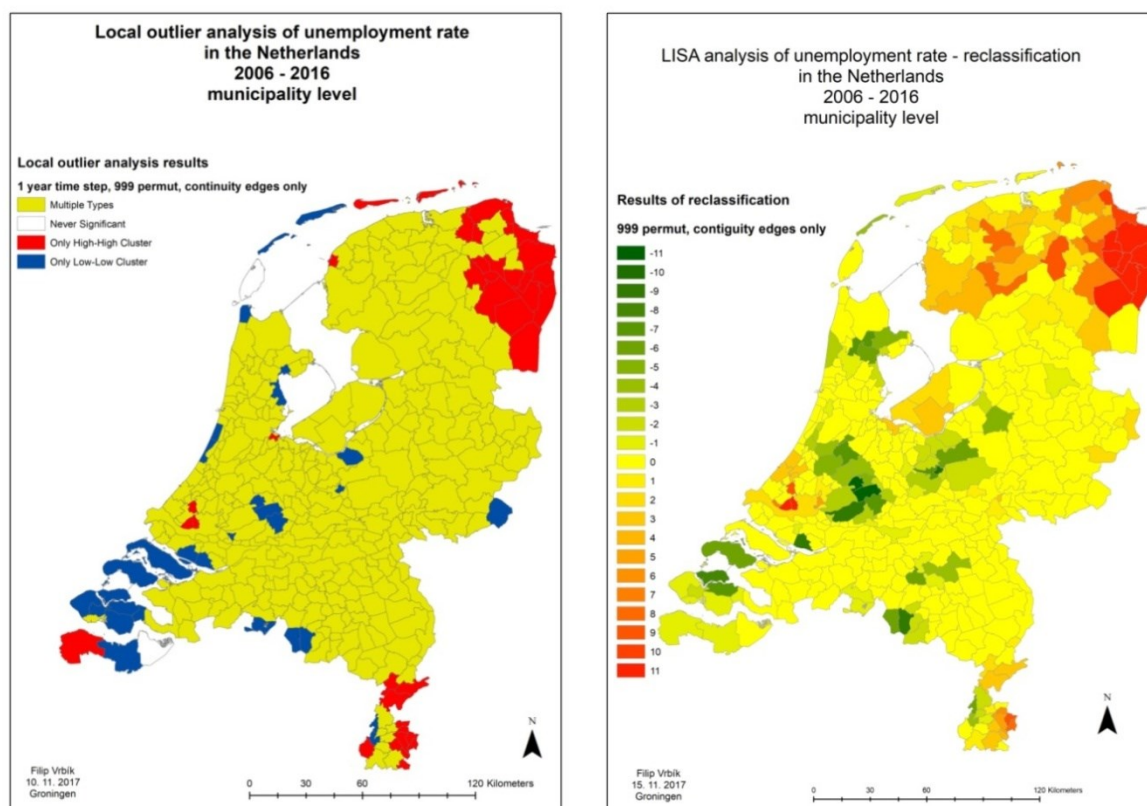 Local outlier analysis of unemployment rate
in the Netherlands
2006 - 2016
municipality level
Local outlier analysis results
1 year time step, 999 permut, continuity edges only
Multiple Types
Never Significant
Only High-High Cluster
Only Low-Low Cluster
N
Filip Vrbík
10. 11. 2017
Groningen
0 30 60 120 Kilometers
LISA analysis of unemployment rate - reclassification
in the Netherlands
2006 - 2016
municipality level
Results of reclassification
999 permut, contiguity edges only
-11
-10
-9
-8
-7
-6
-5
-4
-3
-2
-1
0
1
2
3
4
5
6
7
8
9
10
11
N
Filip Vrbík
15. 11. 2017
Groningen
0 30 60 120 Kilometers